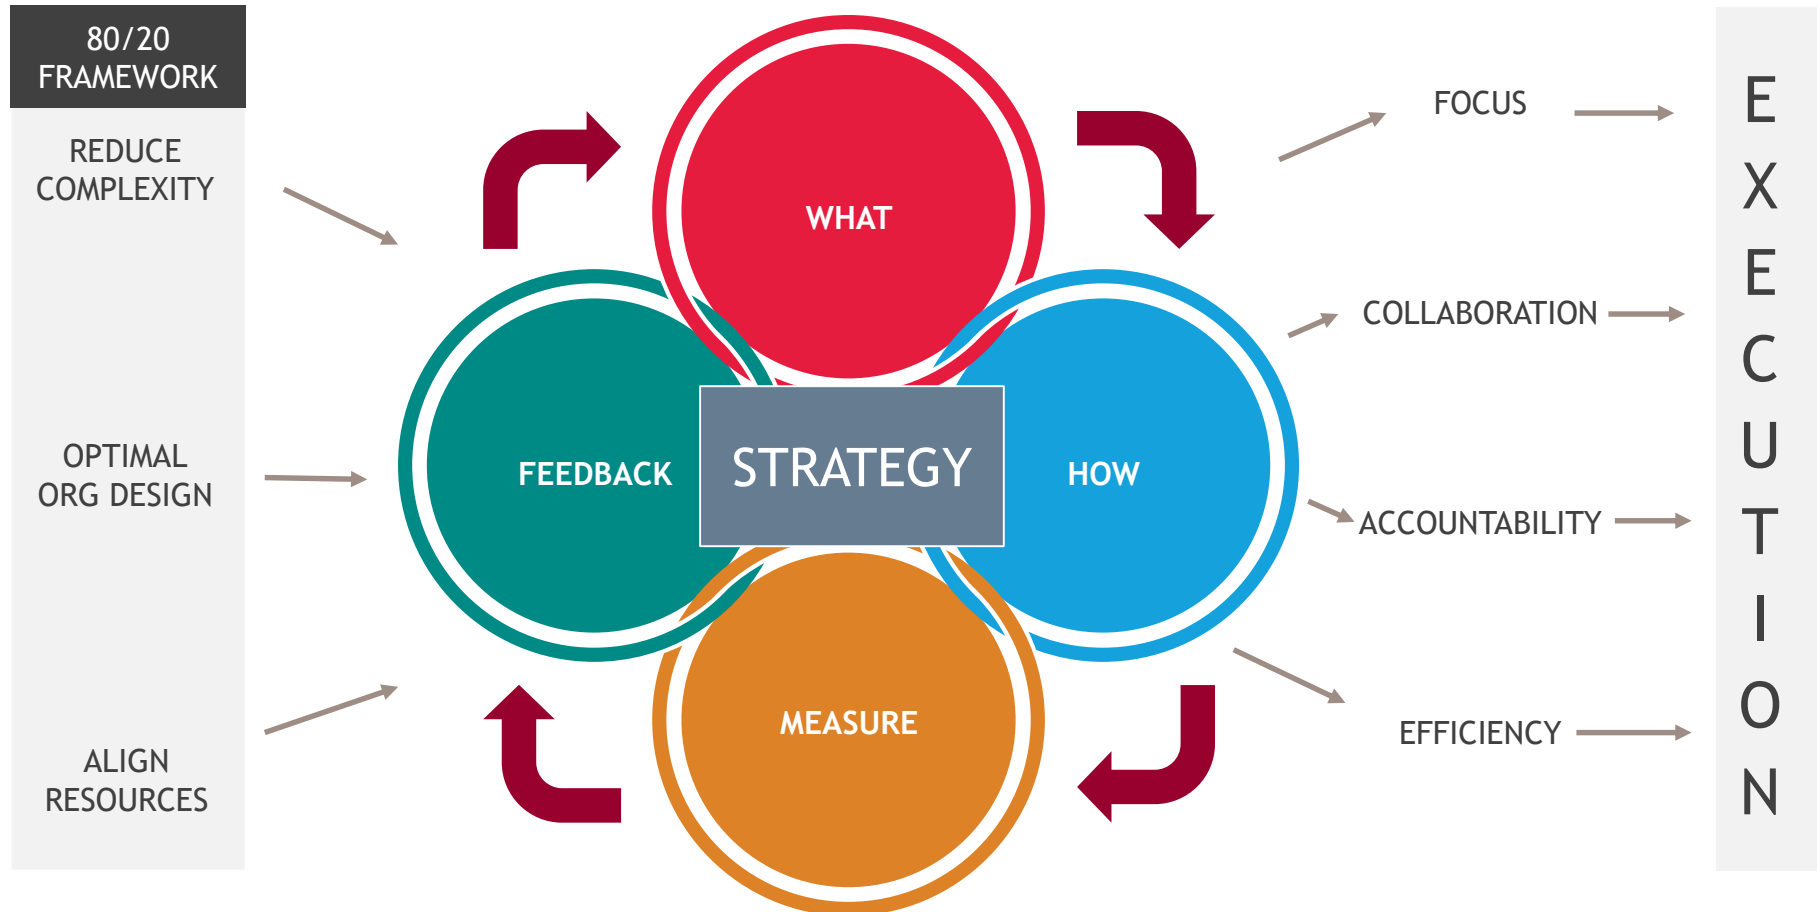 80/20
FRAMEWORK
REDUCE
COMPLEXITY
OPTIMAL
ORG DESIGN
ALIGN
RESOURCES
WHAT
FEEDBACK
STRATEGY
HOW
MEASURE
FOCUS
COLLABORATION
ACCOUNTABILITY
EFFICIENCY
E
X
E
C
U
T
I
O
N